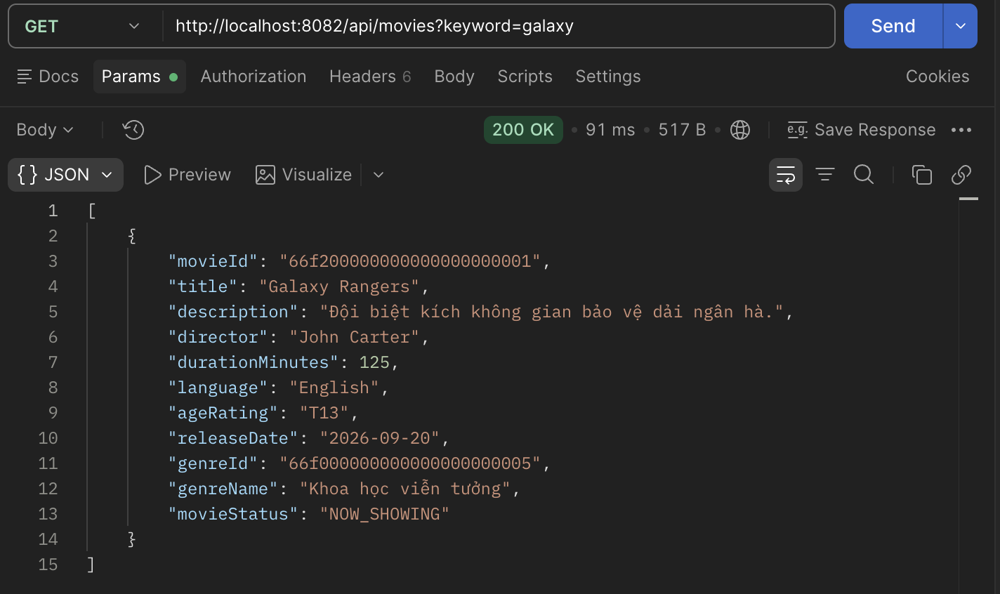 GET http://localhost:8082/api/movies?keyword=galaxy Send
Docs Params Authorization Headers 6 Body Scripts Settings Cookies
Body 200 OK • 91 ms • 517 B • e.g. Save Response
{} JSON Preview Visualize
1 [
2 {
3 "movieId": "66f200000000000000000001",
4 "title": "Galaxy Rangers",
5 "description": "Đội biệt kích không gian bảo vệ dải ngân hà.",
6 "director": "John Carter",
7 "durationMinutes": 125,
8 "language": "English",
9 "ageRating": "T13",
10 "releaseDate": "2026-09-20",
11 "genreId": "66f000000000000000000005",
12 "genreName": "Khoa học viễn tưởng",
13 "movieStatus": "NOW_SHOWING"
14 }
15 ]